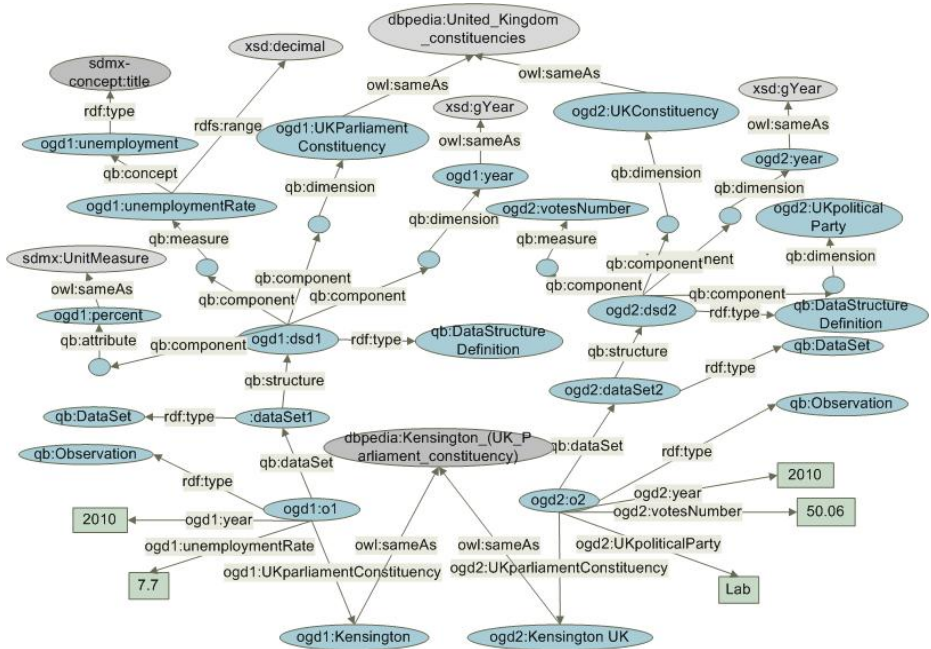 dbpedia:United_Kingdom
_constituencies
xsd:decimal
sdmx-
concept:title
owl:sameAs
owl:sameAs
xsd:gYear
xsd:gYear
rdf:type
rdfs:range
ogd1:UKParliament
Constituency
owl:sameAs
ogd2:UKConstituency
owl:sameAs
ogd1:unemployment
qb:concept
qb:dimension
ogd1:year
qb:dimension
ogd2:year
qb:dimension
ogd1:unemploymentRate
qb:dimension
ogd2:votesNumber
ogd2:UKpolitical
Party
qb:measure
qb:measure
sdmx:UnitMeasure
qb:component
qb:component
qb:dimension
owl:sameAs
qb:component
qb:component
qb:component
qb:component
ogd1:percent
ogd2:dsd2
qb:DataStructure
Definition
rdf:type
qb:attribute
qb:component
ogd1:dsd1
rdf:type
qb:DataStructure
Definition
qb:structure
qb:DataSet
qb:structure
rdf:type
ogd2:dataSet2
qb:DataSet
rdf:type
:dataSet1
qb:Observation
dbpedia:Kensington_(UK_P
arliament_constituency)
qb:dataSet
qb:Observation
qb:dataSet
rdf:type
rdf:type
2010
ogd2:year
ogd1:o1
ogd2:o2
2010
ogd1:year
ogd2:votesNumber
50.06
ogd1:unemploymentRate
owl:sameAs
owl:sameAs
ogd2:UKpoliticalParty
ogd1:UKparliamentConstituency
ogd2:UKparliamentConstituency
7.7
Lab
ogd1:Kensington
ogd2:Kensington UK